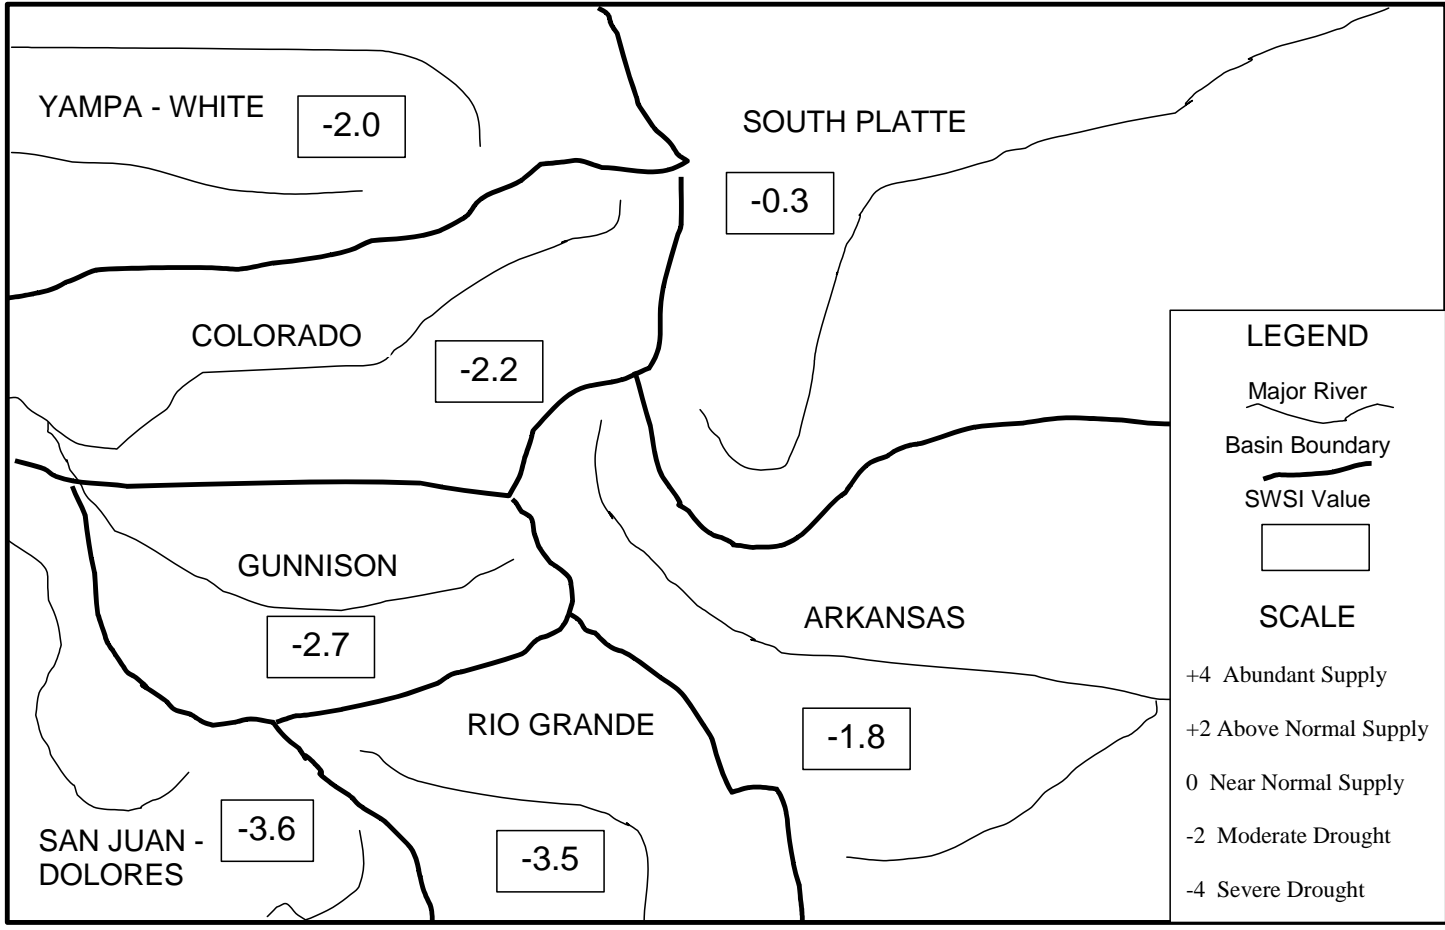 YAMPA - WHITE
-2.0
SOUTH PLATTE
-0.3
COLORADO
-2.2
GUNNISON
-2.7
ARKANSAS
-1.8
RIO GRANDE
-3.5
SAN JUAN -
DOLORES
-3.6
LEGEND
Major River
Basin Boundary
SWSI Value
SCALE
+4 Abundant Supply
+2 Above Normal Supply
0 Near Normal Supply
-2 Moderate Drought
-4 Severe Drought